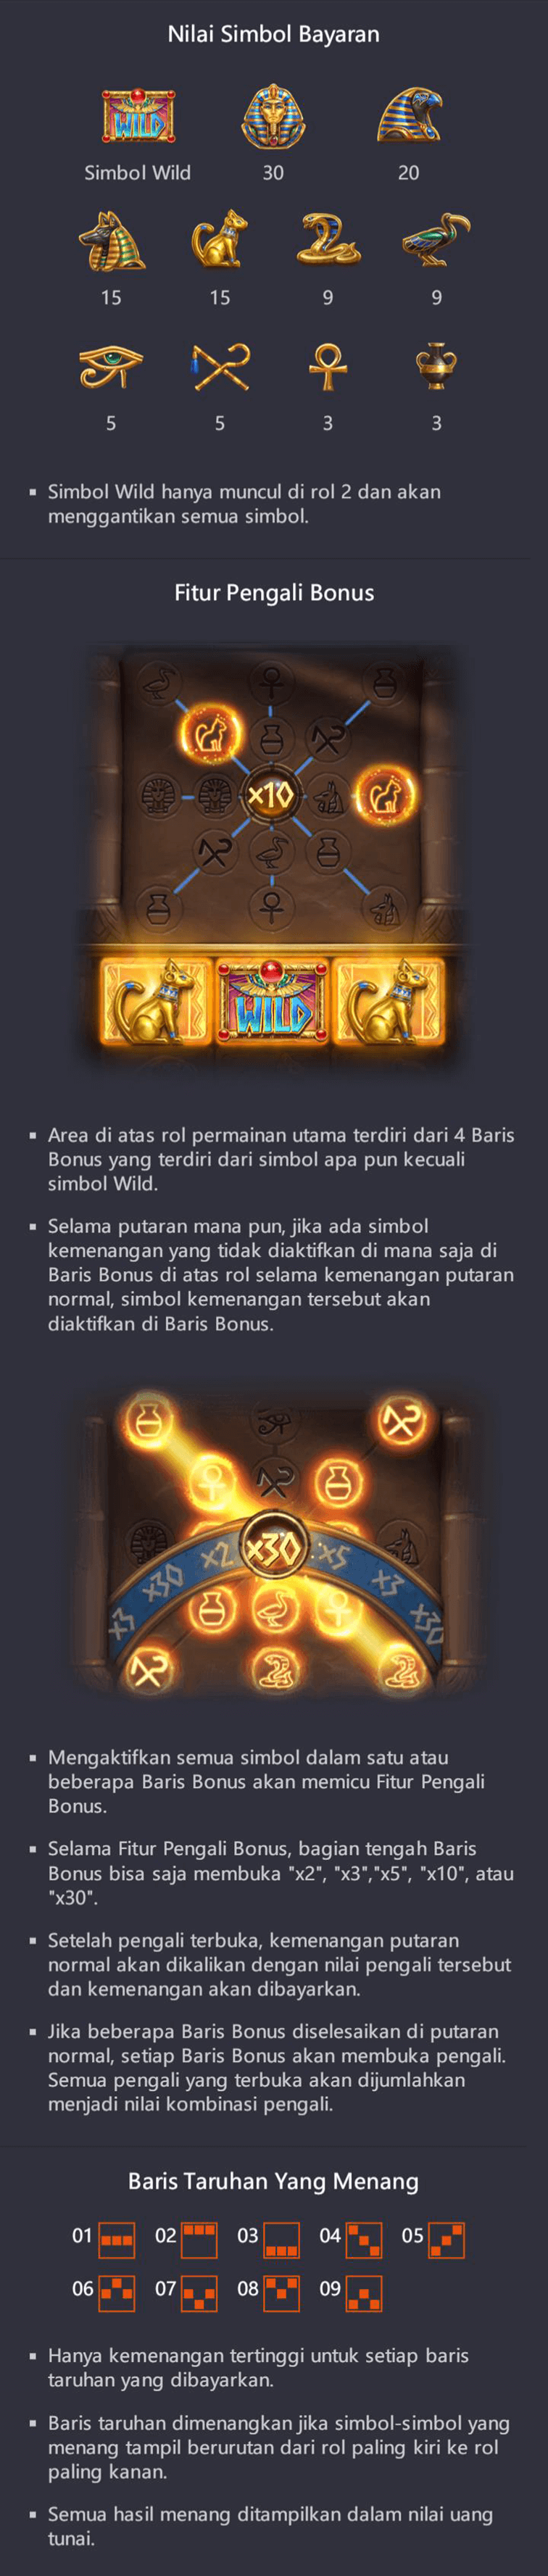 Nilai Simbol Bayaran
WILD
Simbol Wild
30
20
15
15
9
9
5
5
3
3
▪ Simbol Wild hanya muncul di rol 2 dan akan
menggantikan semua simbol.
Fitur Pengali Bonus
x10
WILD
▪ Area di atas rol permainan utama terdiri dari 4 Baris
Bonus yang terdiri dari simbol apa pun kecuali
simbol Wild.
▪ Selama putaran mana pun, jika ada simbol
kemenangan yang tidak diaktifkan di mana saja di
Baris Bonus di atas rol selama kemenangan putaran
normal, simbol kemenangan tersebut akan
diaktifkan di Baris Bonus.
x3 x30 x2 x30 x5 x3 x30
▪ Mengaktifkan semua simbol dalam satu atau
beberapa Baris Bonus akan memicu Fitur Pengali
Bonus.
▪ Selama Fitur Pengali Bonus, bagian tengah Baris
Bonus bisa saja membuka "x2", "x3","x5", "x10", atau
"x30".
▪ Setelah pengali terbuka, kemenangan putaran
normal akan dikalikan dengan nilai pengali tersebut
dan kemenangan akan dibayarkan.
▪ Jika beberapa Baris Bonus diselesaikan di putaran
normal, setiap Baris Bonus akan membuka pengali.
Semua pengali yang terbuka akan dijumlahkan
menjadi nilai kombinasi pengali.
Baris Taruhan Yang Menang
01 02 03 04 05
06 07 08 09
▪ Hanya kemenangan tertinggi untuk setiap baris
taruhan yang dibayarkan.
▪ Baris taruhan dimenangkan jika simbol-simbol yang
menang tampil berurutan dari rol paling kiri ke rol
paling kanan.
▪ Semua hasil menang ditampilkan dalam nilai uang
tunai.